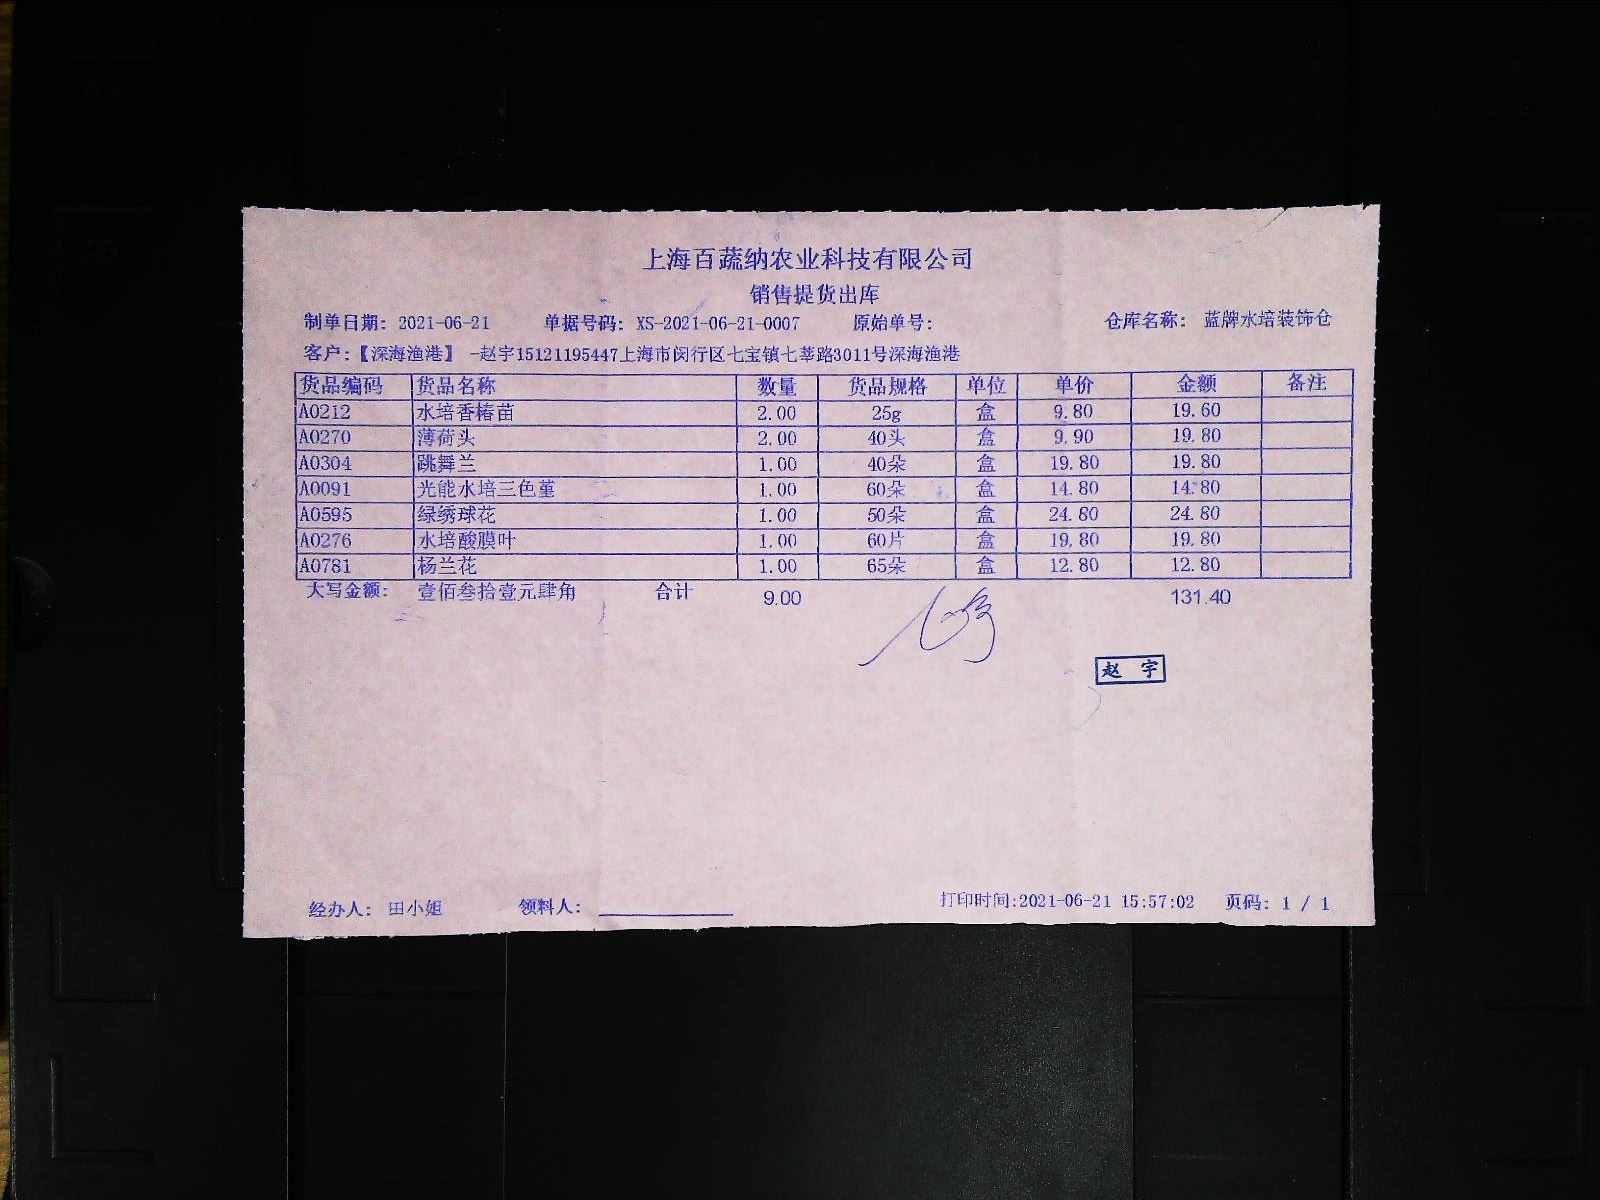 上海百蔬纳农业科技有限公司
销售提货出库
制单日期: 2021-06-21 单据号码: XS-2021-06-21-0007 原始单号: 仓库名称: 蓝牌水培装饰仓
客户:【深海渔港】 -赵宇15121195447上海市闵行区七宝镇七莘路3011号深海渔港
货品编码 货品名称 数量 货品规格 单位 单价 金额 备注
A0212 水培香椿苗 2.00 25g 盒 9.80 19.60
A0270 薄荷头 2.00 40头 盒 9.90 19.80
A0304 跳舞兰 1.00 40朵 盒 19.80 19.80
A0091 光能水培三色堇 1.00 60朵 盒 14.80 14.80
A0595 绿绣球花 1.00 50朵 盒 24.80 24.80
A0276 水培酸膜叶 1.00 60片 盒 19.80 19.80
A0781 杨兰花 1.00 65朵 盒 12.80 12.80
大写金额: 壹佰叁拾壹元肆角 合计 9.00 131.40
赵 宇
经办人: 田小姐 领料人: 打印时间:2021-06-21 15:57:02 页码: 1 / 1